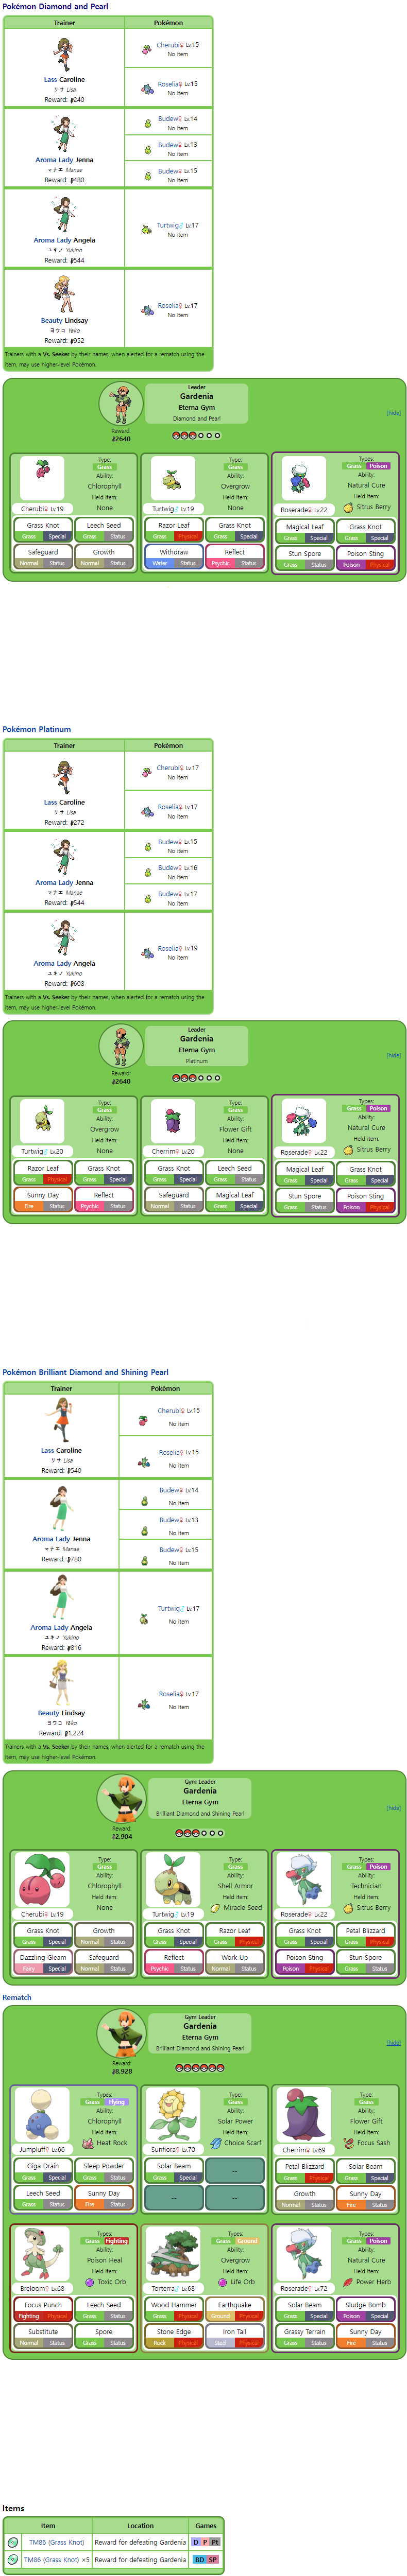 Pokémon Diamond and Pearl
Trainer Pokémon
Lass Caroline
リサ Lisa
Reward: 240
Cherubi♀ Lv.15
No item
Roselia♀ Lv.15
No item
Aroma Lady Jenna
マナエ Manae
Reward: 480
Budew♀ Lv.14
No item
Budew♀ Lv.13
No item
Budew♀ Lv.15
No item
Aroma Lady Angela
ユキノ Yukino
Reward: 544
Turtwig♂ Lv.17
No item
Beauty Lindsay
ヨウコ Yōko
Reward: 952
Roselia♀ Lv.17
No item
Trainers with a Vs. Seeker by their names, when alerted for a rematch using the
item, may use higher-level Pokémon.
Leader
Gardenia
Eterna Gym
Diamond and Pearl
[hide]
Reward:
2640
Type:
Grass
Ability:
Chlorophyll
Held item:
None
Cherubi♀ Lv.19
Grass Knot Leech Seed
Grass Special Grass Status
Safeguard Growth
Normal Status Normal Status
Type:
Grass
Ability:
Overgrow
Held item:
None
Turtwig♂ Lv.19
Razor Leaf Grass Knot
Grass Physical Grass Special
Withdraw Reflect
Water Status Psychic Status
Types:
Grass Poison
Ability:
Natural Cure
Held item:
Sitrus Berry
Roserade♀ Lv.22
Magical Leaf Grass Knot
Grass Special Grass Special
Stun Spore Poison Sting
Grass Status Poison Physical
Pokémon Platinum
Trainer Pokémon
Lass Caroline
リサ Lisa
Reward: 272
Cherubi♀ Lv.17
No item
Roselia♀ Lv.17
No item
Aroma Lady Jenna
マナエ Manae
Reward: 544
Budew♀ Lv.15
No item
Budew♀ Lv.16
No item
Budew♀ Lv.17
No item
Aroma Lady Angela
ユキノ Yukino
Reward: 608
Roselia♀ Lv.19
No item
Trainers with a Vs. Seeker by their names, when alerted for a rematch using the
item, may use higher-level Pokémon.
Leader
Gardenia
Eterna Gym
Platinum
[hide]
Reward:
2640
Type:
Grass
Ability:
Overgrow
Held item:
None
Turtwig♂ Lv.20
Razor Leaf Grass Knot
Grass Physical Grass Special
Sunny Day Reflect
Fire Status Psychic Status
Type:
Grass
Ability:
Flower Gift
Held item:
None
Cherrim♀ Lv.20
Grass Knot Leech Seed
Grass Special Grass Status
Safeguard Magical Leaf
Normal Status Grass Special
Types:
Grass Poison
Ability:
Natural Cure
Held item:
Sitrus Berry
Roserade♀ Lv.22
Magical Leaf Grass Knot
Grass Special Grass Special
Stun Spore Poison Sting
Grass Status Poison Physical
Pokémon Brilliant Diamond and Shining Pearl
Trainer Pokémon
Lass Caroline
リサ Lisa
Reward: 540
Cherubi♀ Lv.15
No item
Roselia♀ Lv.15
No item
Aroma Lady Jenna
マナエ Manae
Reward: 780
Budew♀ Lv.14
No item
Budew♀ Lv.13
No item
Budew♀ Lv.15
No item
Aroma Lady Angela
ユキノ Yukino
Reward: 816
Turtwig♂ Lv.17
No item
Beauty Lindsay
ヨウコ Yōko
Reward: 1,224
Roselia♀ Lv.17
No item
Trainers with a Vs. Seeker by their names, when alerted for a rematch using the
item, may use higher-level Pokémon.
Gym Leader
Gardenia
Eterna Gym
Brilliant Diamond and Shining Pearl
[hide]
Reward:
2,904
Type:
Grass
Ability:
Chlorophyll
Held item:
None
Cherubi♀ Lv.19
Grass Knot Growth
Grass Special Normal Status
Dazzling Gleam Safeguard
Fairy Special Normal Status
Type:
Grass
Ability:
Shell Armor
Held item:
Miracle Seed
Turtwig♂ Lv.19
Grass Knot Razor Leaf
Grass Special Grass Physical
Reflect Work Up
Psychic Status Normal Status
Types:
Grass Poison
Ability:
Technician
Held item:
Sitrus Berry
Roserade♀ Lv.22
Grass Knot Petal Blizzard
Grass Special Grass Physical
Poison Sting Stun Spore
Poison Physical Grass Status
Rematch
Gym Leader
Gardenia
Eterna Gym
Brilliant Diamond and Shining Pearl
[hide]
Reward:
8,928
Types:
Grass Flying
Ability:
Chlorophyll
Held item:
Heat Rock
Jumpluff♀ Lv.66
Giga Drain Sleep Powder
Grass Special Grass Status
Leech Seed Sunny Day
Grass Status Fire Status
Type:
Grass
Ability:
Solar Power
Held item:
Choice Scarf
Sunflora♀ Lv.70
Solar Beam --
Grass Special
-- --
Type:
Grass
Ability:
Flower Gift
Held item:
Focus Sash
Cherrim♀ Lv.69
Petal Blizzard Solar Beam
Grass Physical Grass Special
Growth Sunny Day
Normal Status Fire Status
Types:
Grass Fighting
Ability:
Poison Heal
Held item:
Toxic Orb
Breloom♀ Lv.68
Focus Punch Leech Seed
Fighting Physical Grass Status
Substitute Spore
Normal Status Grass Status
Types:
Grass Ground
Ability:
Overgrow
Held item:
Life Orb
Torterra♂ Lv.68
Wood Hammer Earthquake
Grass Physical Ground Physical
Stone Edge Iron Tail
Rock Physical Steel Physical
Types:
Grass Poison
Ability:
Natural Cure
Held item:
Power Herb
Roserade♀ Lv.72
Solar Beam Sludge Bomb
Grass Special Poison Special
Grassy Terrain Sunny Day
Grass Status Fire Status
Items
Item Location Games
TM86 (Grass Knot) Reward for defeating Gardenia D P Pt
TM86 (Grass Knot) ×5 Reward for defeating Gardenia BD SP